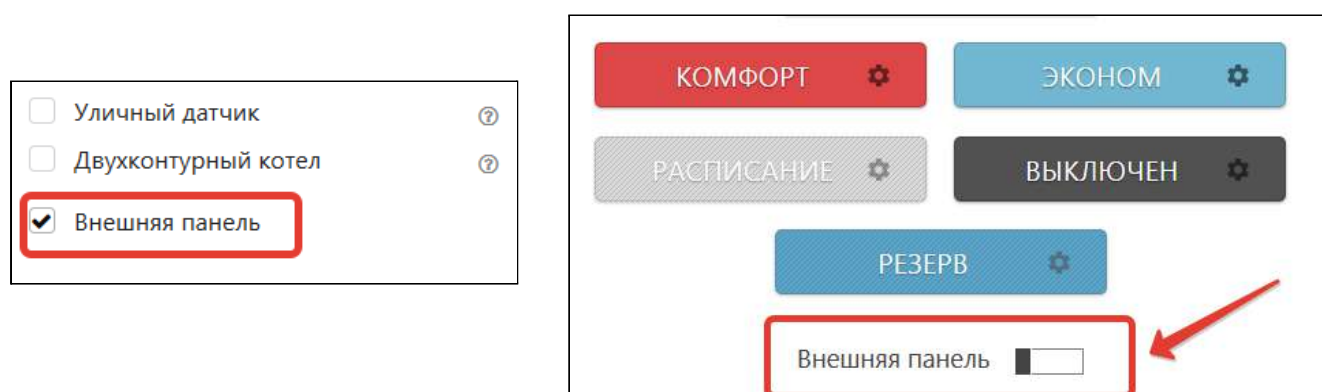 Уличный датчик
Двухконтурный котел
Внешняя панель
КОМФОРТ
ЭКОНОМ
РАСПИСАНИЕ
ВЫКЛЮЧЕН
РЕЗЕРВ
Внешняя панель